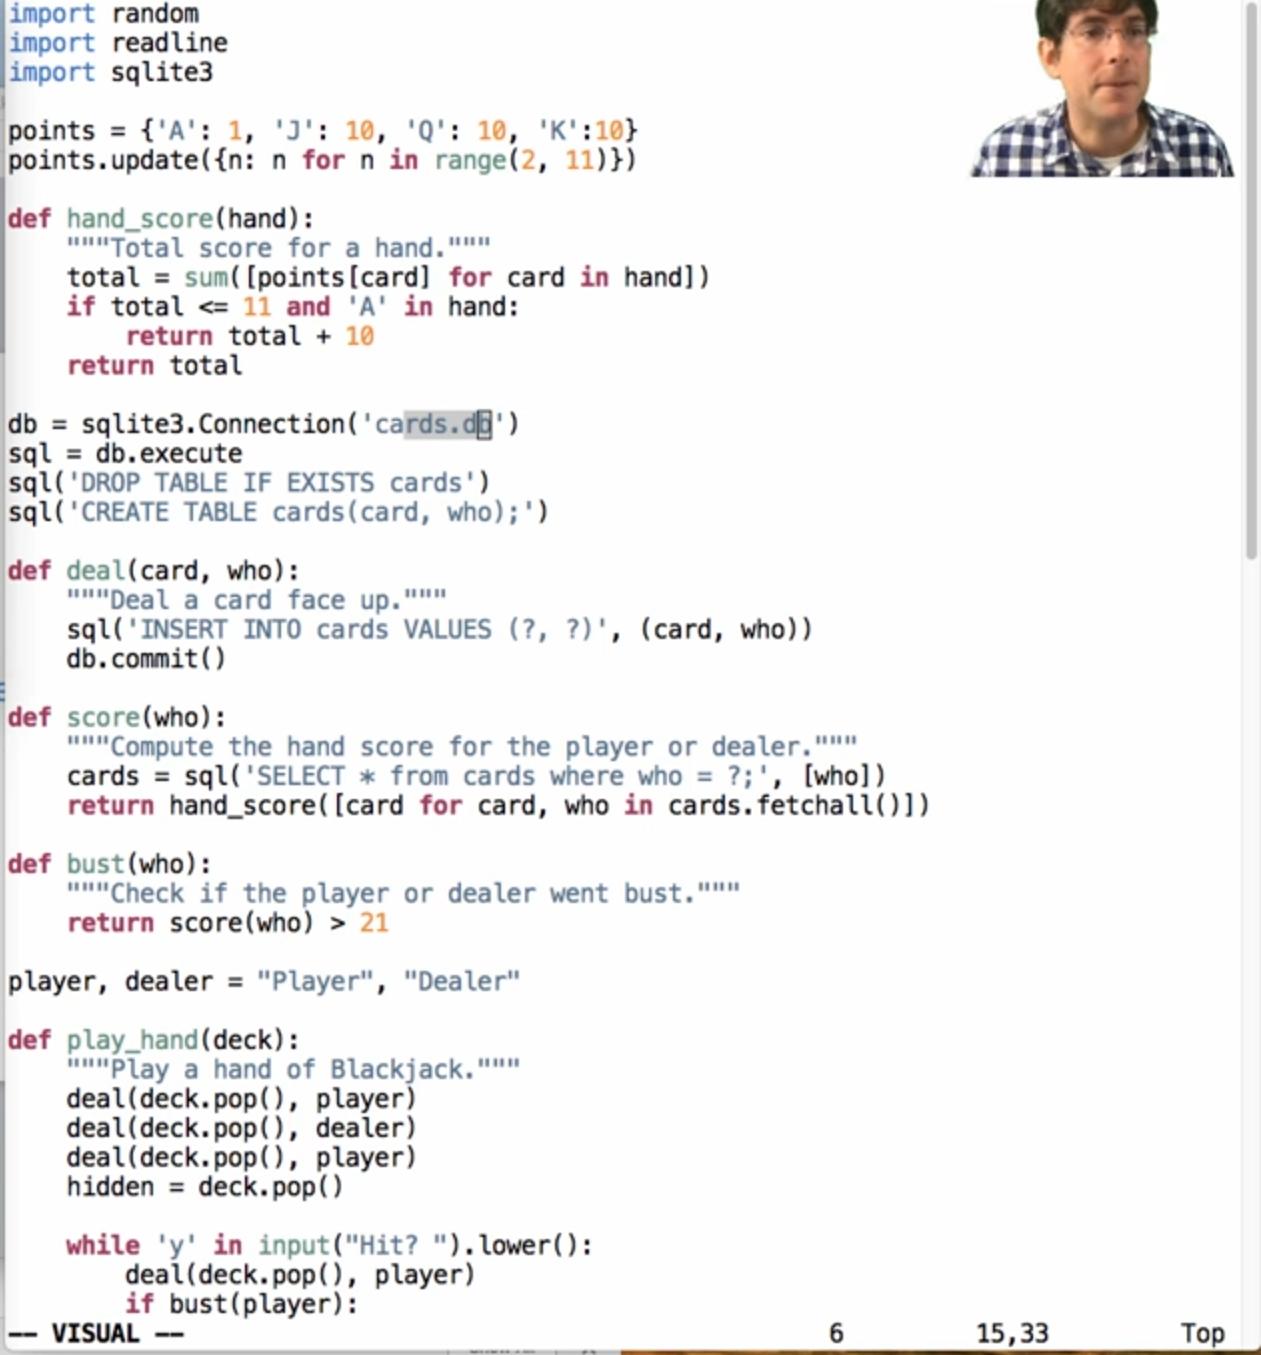 import random
import readline
import sqlite3
points = {'A': 1, 'J': 10, 'Q': 10, 'K':10}
points.update({n: n for n in range(2, 11)})
def hand_score(hand):
"""Total score for a hand."""
total = sum([points[card] for card in hand])
if total <= 11 and 'A' in hand:
return total + 10
return total
db = sqlite3.Connection('cards.db')
sql = db.execute
sql('DROP TABLE IF EXISTS cards')
sql('CREATE TABLE cards(card, who);')
def deal(card, who):
"""Deal a card face up."""
sql('INSERT INTO cards VALUES (?, ?)', (card, who))
db.commit()
def score(who):
"""Compute the hand score for the player or dealer."""
cards = sql('SELECT * from cards where who = ?;', [who])
return hand_score([card for card, who in cards.fetchall()])
def bust(who):
"""Check if the player or dealer went bust."""
return score(who) > 21
player, dealer = "Player", "Dealer"
def play_hand(deck):
"""Play a hand of Blackjack."""
deal(deck.pop(), player)
deal(deck.pop(), dealer)
deal(deck.pop(), player)
hidden = deck.pop()
while 'y' in input("Hit? ").lower():
deal(deck.pop(), player)
if bust(player):
-- VISUAL -- 6 15,33 Top